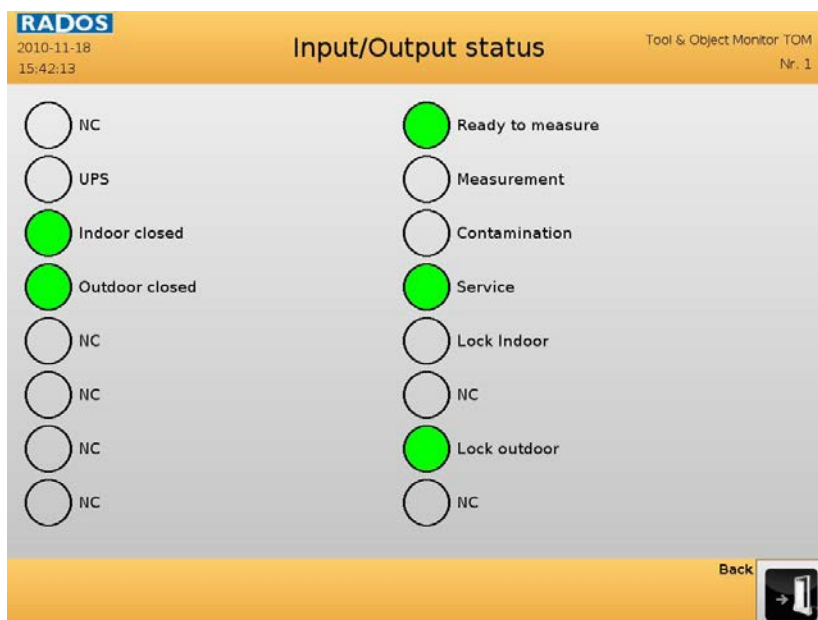 RADOS
2010-11-18
15:42:13
Input/Output status
Tool & Object Monitor TOM
Nr. 1
NC
UPS
Indoor closed
Outdoor closed
NC
NC
NC
NC
Ready to measure
Measurement
Contamination
Service
Lock Indoor
NC
Lock outdoor
NC
Back